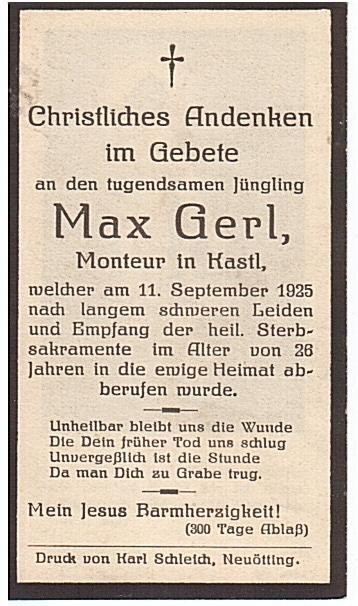 Christliches Andenken
im Gebete
an den tugendsamen Jüngling
Max Gerl,
Monteur in Kastl,
welcher am 11. September 1925
nach langem schweren Leiden
und Empfang der heil. Sterb-
sakramente im Alter von 26
Jahren in die ewige Heimat ab-
berufen wurde.
Unheilbar bleibt uns die Wunde
Die Dein früher Tod uns schlug
Unvergeßlich ist die Stunde
Da man Dich zu Grabe trug.
Mein Jesus Barmherzigkeit!
(300 Tage Ablaß)
Druck von Karl Schleich, Neuötting.